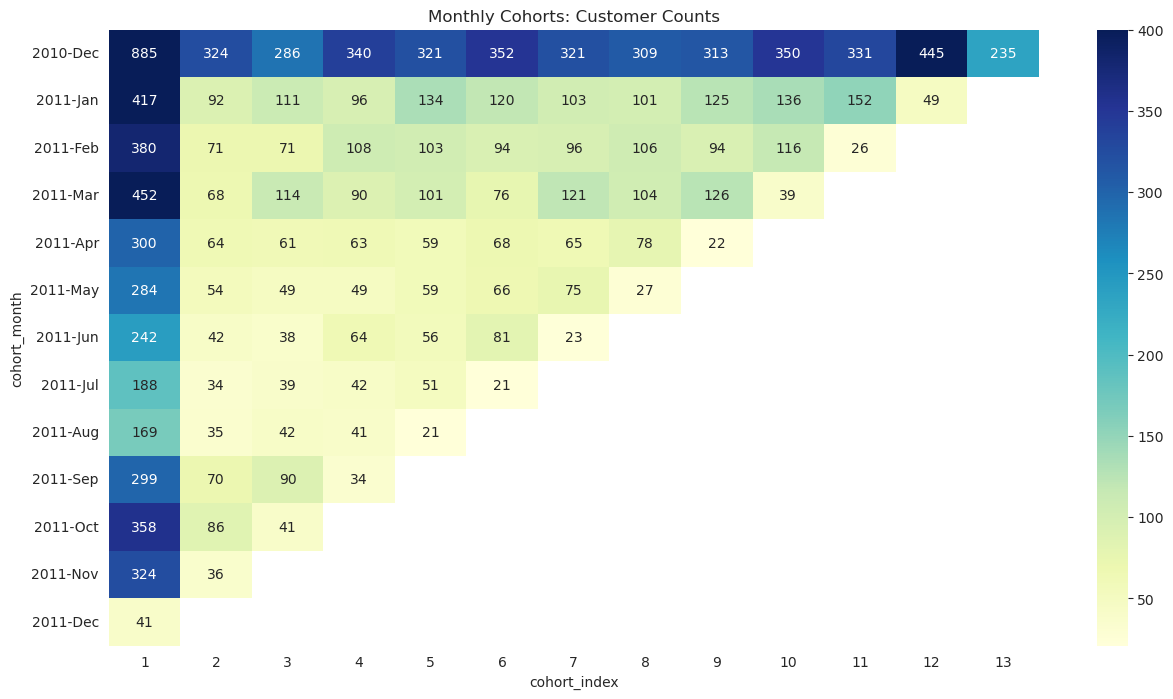 Monthly Cohorts: Customer Counts
2010-Dec 885 324 286 340 321 352 321 309 313 350 331 445 235
2011-Jan 417 92 111 96 134 120 103 101 125 136 152 49
2011-Feb 380 71 71 108 103 94 96 106 94 116 26
2011-Mar 452 68 114 90 101 76 121 104 126 39
2011-Apr 300 64 61 63 59 68 65 78 22
2011-May 284 54 49 49 59 66 75 27
2011-Jun 242 42 38 64 56 81 23
2011-Jul 188 34 39 42 51 21
2011-Aug 169 35 42 41 21
2011-Sep 299 70 90 34
2011-Oct 358 86 41
2011-Nov 324 36
2011-Dec 41
1 2 3 4 5 6 7 8 9 10 11 12 13
cohort_index
cohort_month
400
350
300
250
200
150
100
50